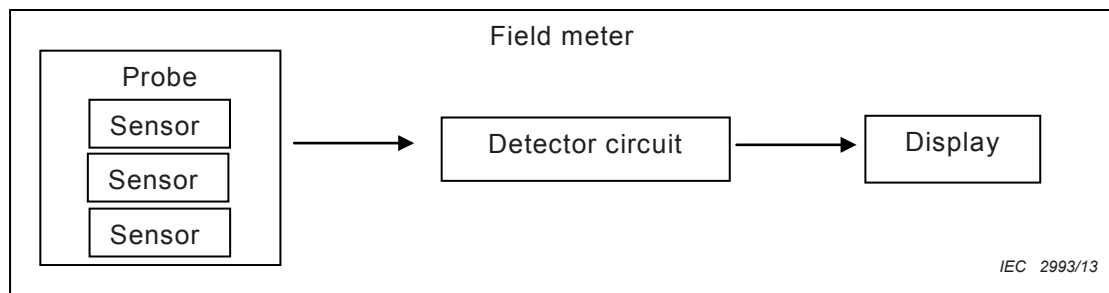 Field meter
Probe
Sensor
Sensor
Sensor
Detector circuit
Display
IEC 2993/13